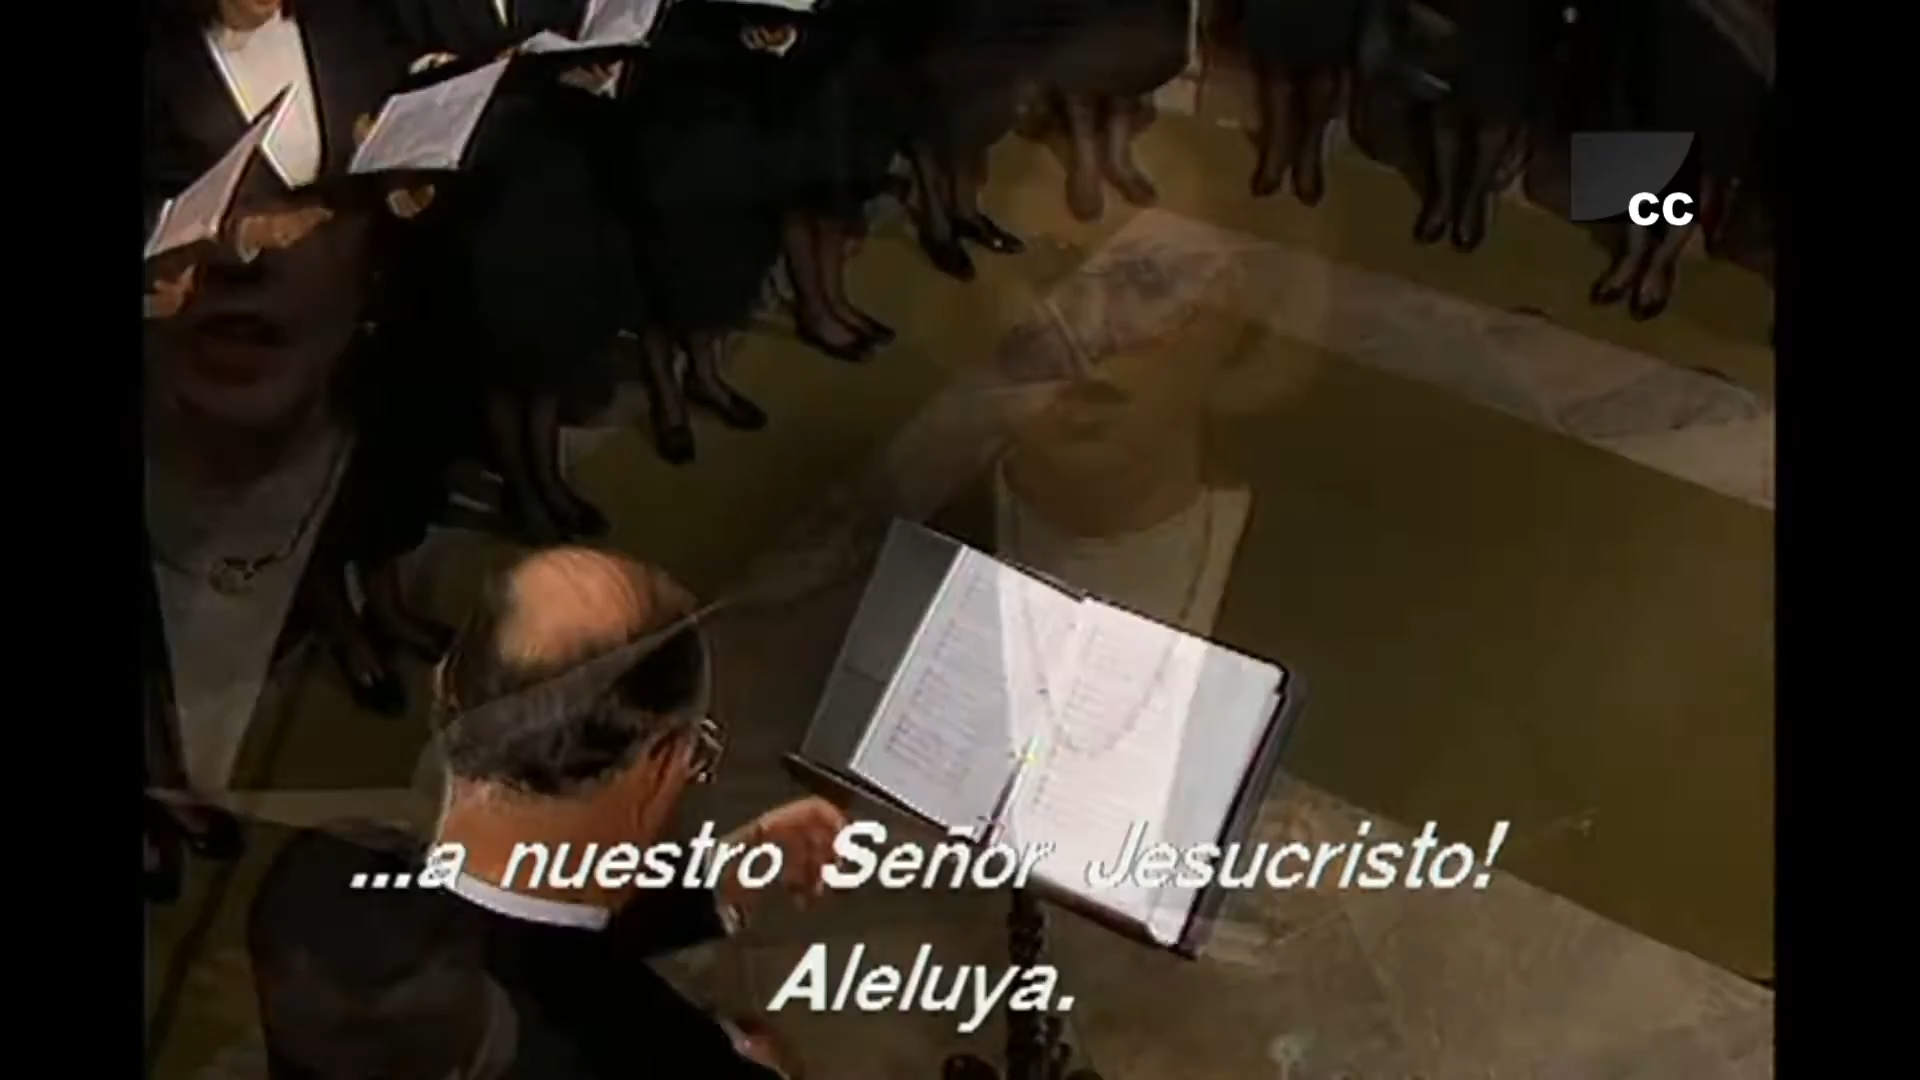 cc
...a nuestro Señor Jesucristo!
Aleluya.